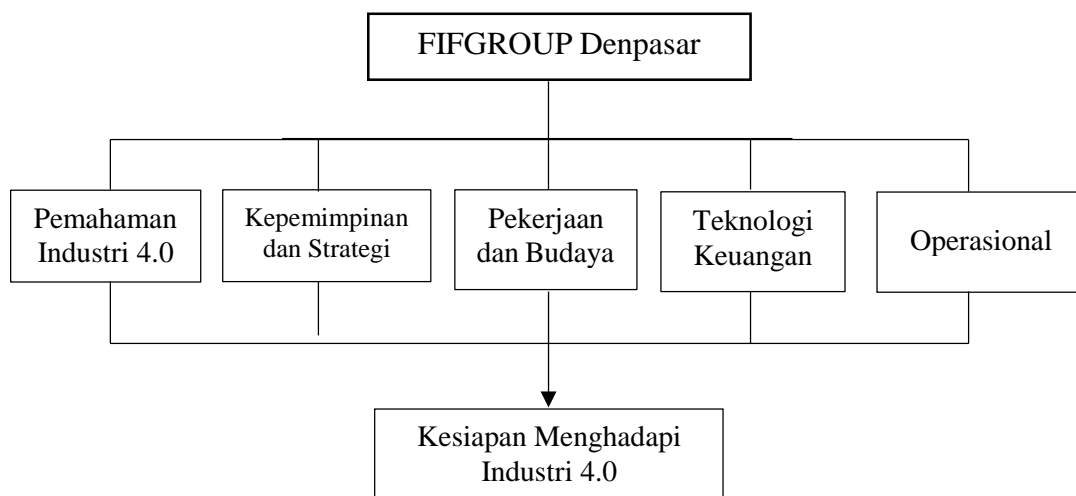 FIFGROUP Denpasar
Pemahaman
Industri 4.0
Kepemimpinan
dan Strategi
Pekerjaan
dan Budaya
Teknologi
Keuangan
Operasional
Kesiapan Menghadapi
Industri 4.0